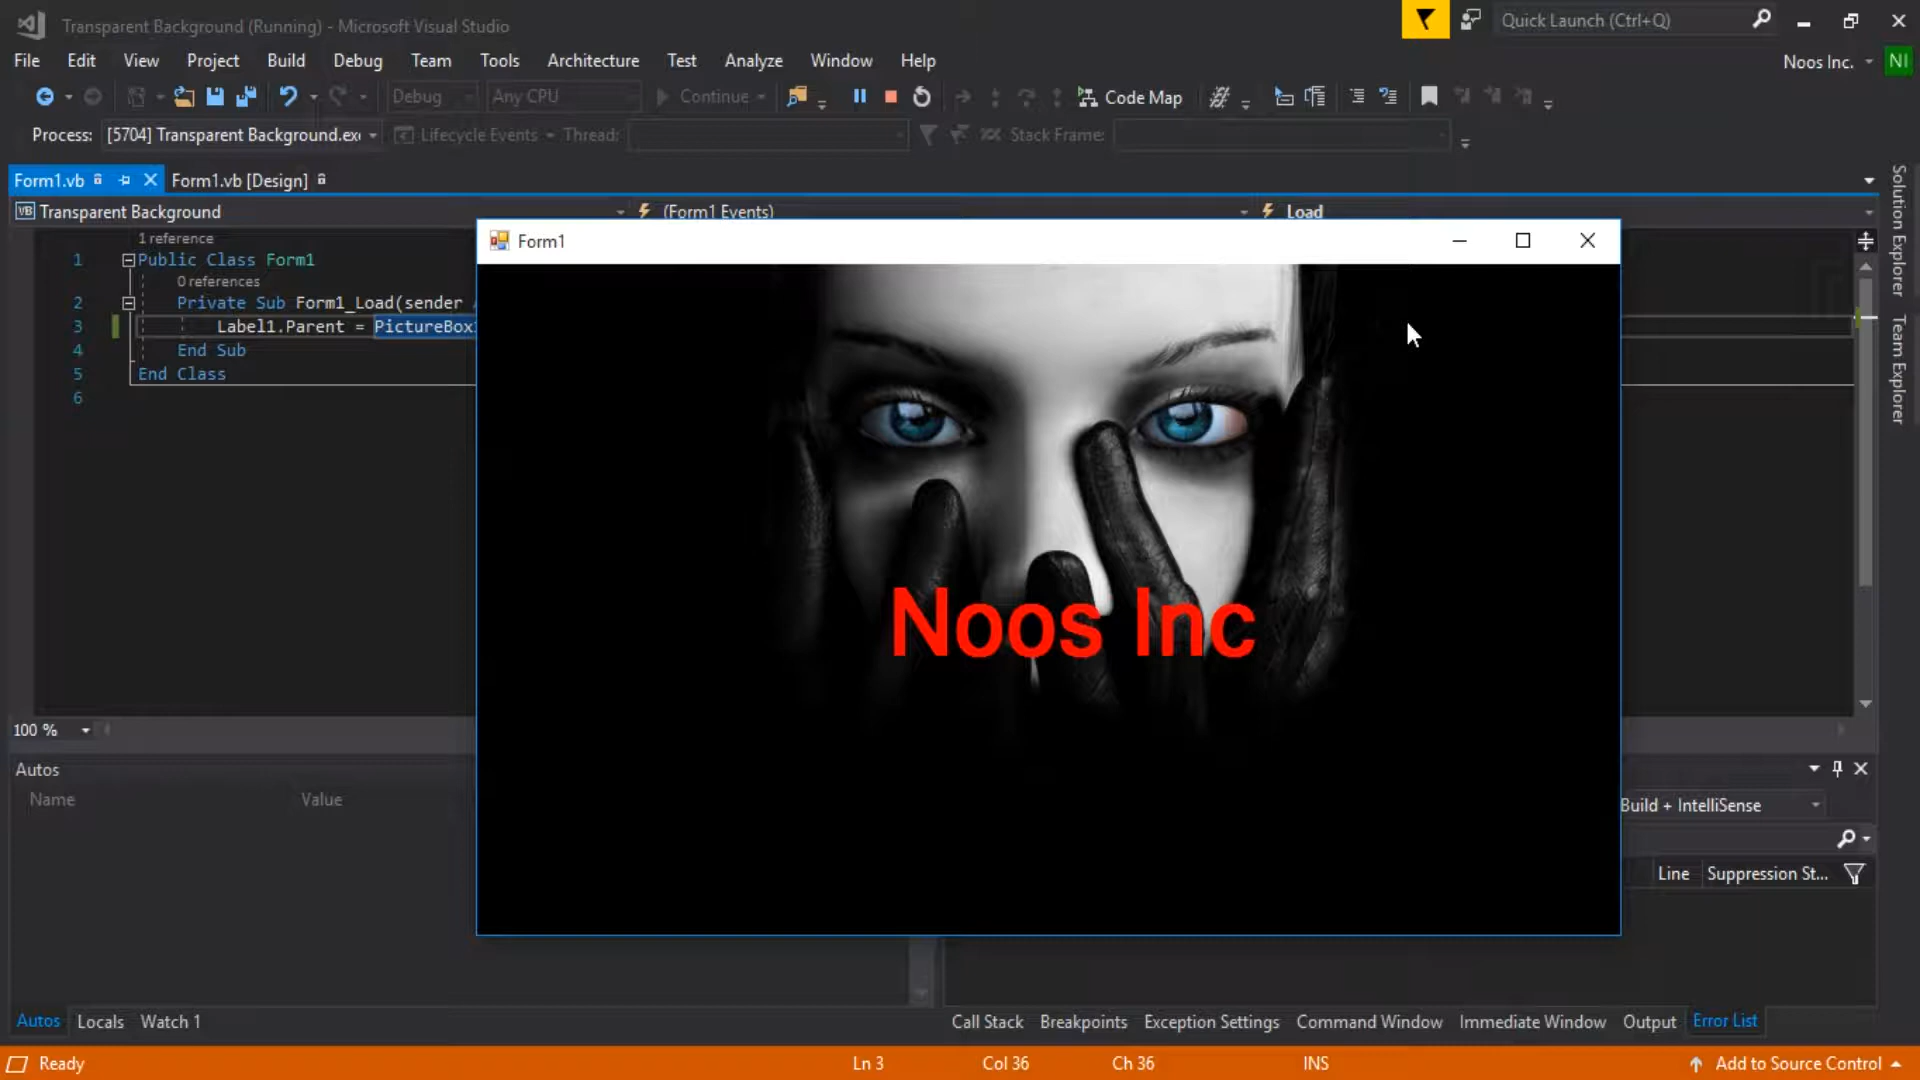 Transparent Background (Running) - Microsoft Visual Studio
Quick Launch (Ctrl+Q)
File Edit View Project Build Debug Team Tools Architecture Test Analyze Window Help
Noos Inc. NI
Debug Any CPU Continue Code Map
Process: [5704] Transparent Background.exe Lifecycle Events Thread: Stack Frame:
Form1.vb Form1.vb [Design]
VB Transparent Background (Form1 Events) Load
Solution Explorer
Team Explorer
Form1
1 reference
1 Public Class Form1
0 references
2 Private Sub Form1_Load(sender
3 Label1.Parent = PictureBox
4 End Sub
5 End Class
6
Noos Inc
100 %
Autos
Name Value
Build + IntelliSense
Line Suppression St...
Autos Locals Watch 1
Call Stack Breakpoints Exception Settings Command Window Immediate Window Output Error List
Ready Ln 3 Col 36 Ch 36 INS Add to Source Control